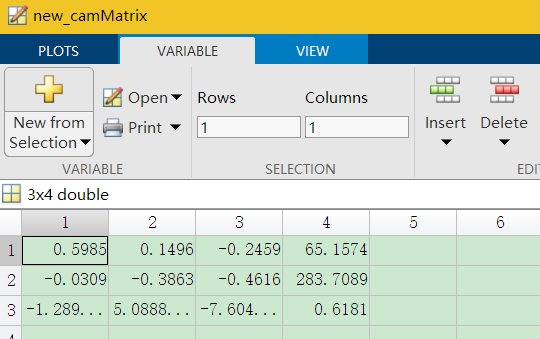 new_camMatrix
PLOTS VARIABLE VIEW
New from Selection
Open
Print
Rows
1
Columns
1
Insert
Delete
VARIABLE SELECTION EDI
3x4 double
1 2 3 4 5 6
1 0.5985 0.1496 -0.2459 65.1574
2 -0.0309 -0.3863 -0.4616 283.7089
3 -1.289... 5.0888... -7.604... 0.6181
4